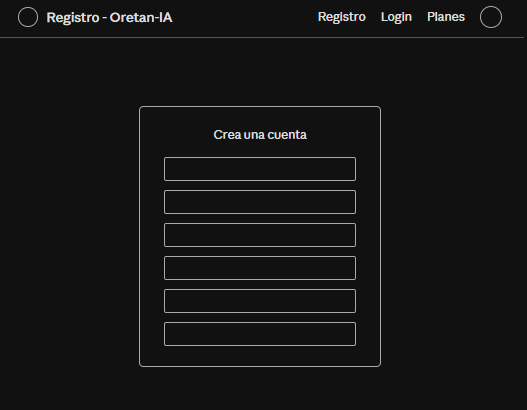 Registro - Oretan-IA
Registro Login Planes
Crea una cuenta